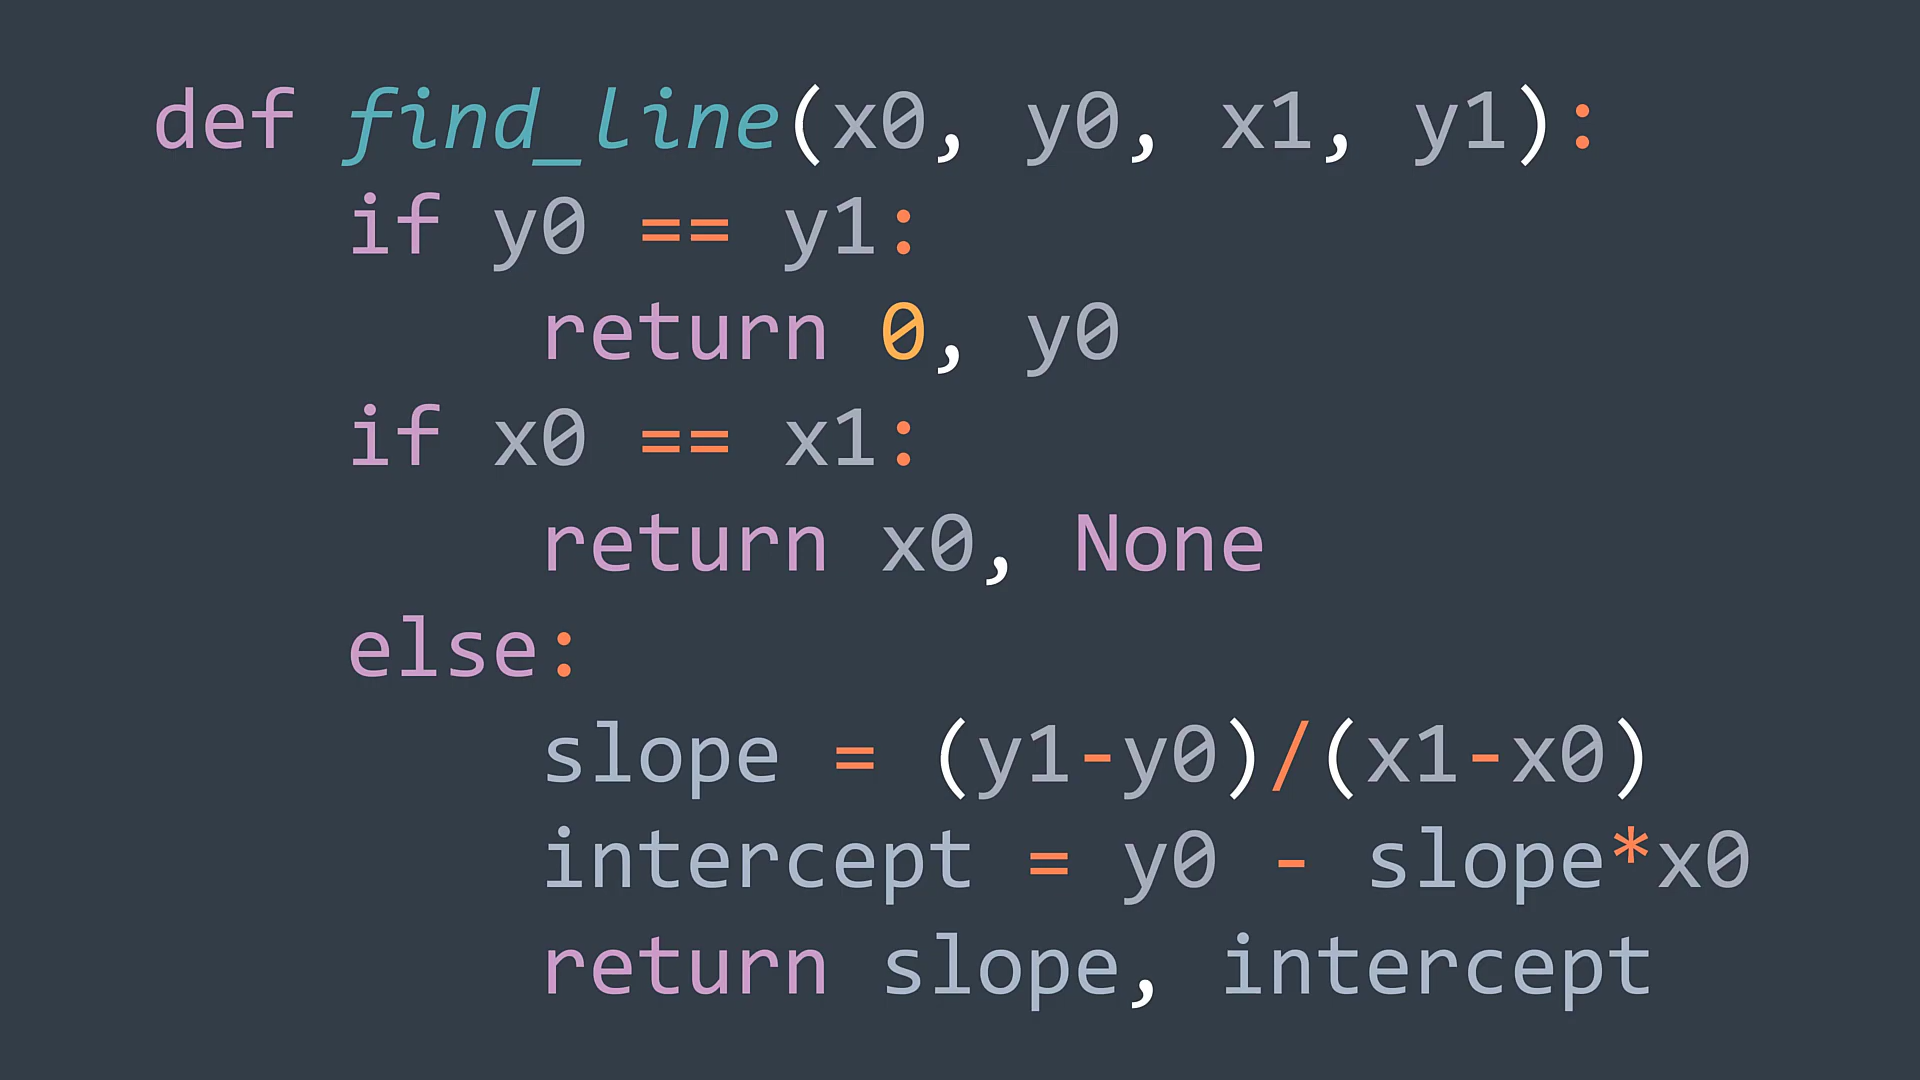 def find_line(x0, y0, x1, y1):
    if y0 == y1:
        return 0, y0
    if x0 == x1:
        return x0, None
    else:
        slope = (y1-y0)/(x1-x0)
        intercept = y0 - slope*x0
        return slope, intercept